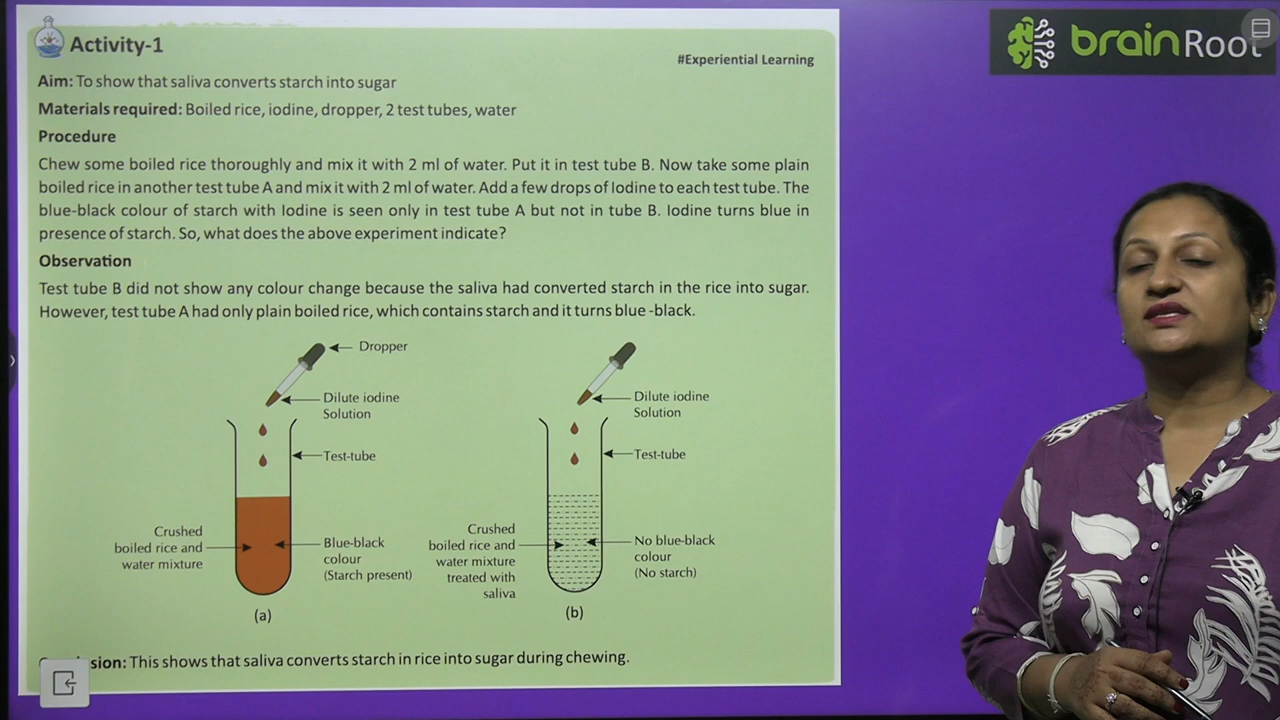 Activity-1
#Experiential Learning
Aim: To show that saliva converts starch into sugar
Materials required: Boiled rice, iodine, dropper, 2 test tubes, water
Procedure
Chew some boiled rice thoroughly and mix it with 2 ml of water. Put it in test tube B. Now take some plain
boiled rice in another test tube A and mix it with 2 ml of water. Add a few drops of Iodine to each test tube. The
blue-black colour of starch with Iodine is seen only in test tube A but not in tube B. Iodine turns blue in
presence of starch. So, what does the above experiment indicate?
Observation
Test tube B did not show any colour change because the saliva had converted starch in the rice into sugar.
However, test tube A had only plain boiled rice, which contains starch and it turns blue -black.
Dropper
Dilute iodine
Solution
Test-tube
Crushed
boiled rice and
water mixture
Blue-black
colour
(Starch present)
(a)
Dilute iodine
Solution
Test-tube
Crushed
boiled rice and
water mixture
treated with
saliva
No blue-black
colour
(No starch)
(b)
sion: This shows that saliva converts starch in rice into sugar during chewing.
brainRoot